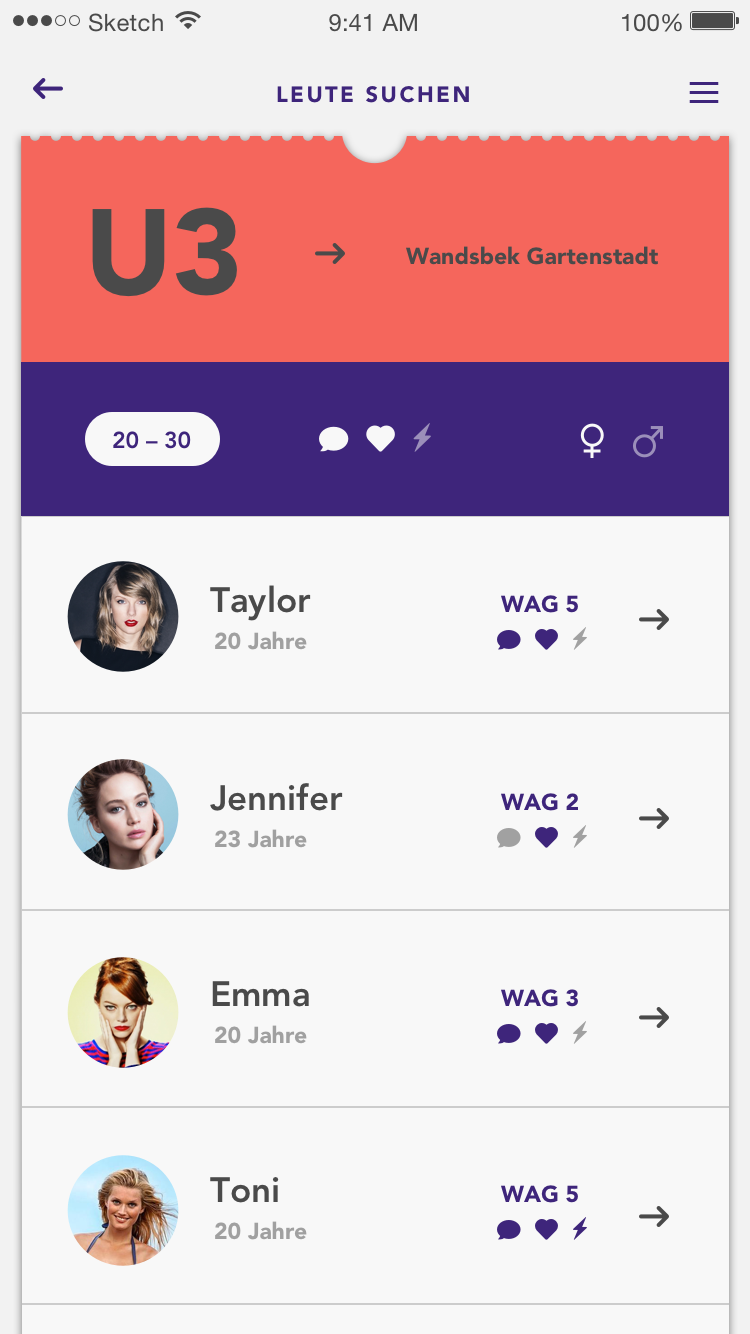 Sketch 9:41 AM 100%
LEUTE SUCHEN
U3 → Wandsbek Gartenstadt
20 – 30
Taylor
WAG 5
20 Jahre
Jennifer
WAG 2
23 Jahre
Emma
WAG 3
20 Jahre
Toni
WAG 5
20 Jahre